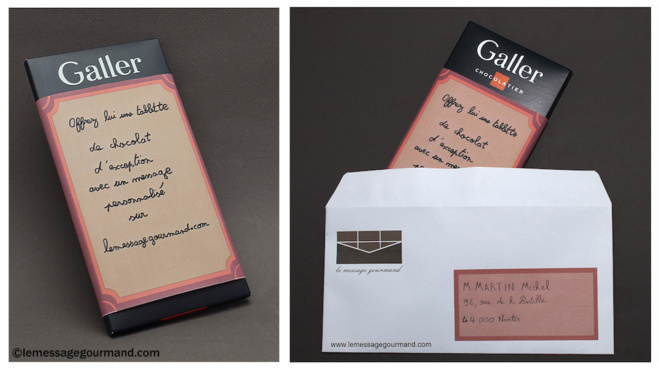 Galler
Offrez lui une tablette
de chocolat
d'exception
avec un message
personnalisé
sur
lemessagegourmand.com
©lemessagegourmand.com
Galler
CHOCOLATIER
Offrez lui une tablette
de chocolat
d'exception
avec un
le message gourmand
M. MARTIN Michel
96, rue de la Bastille
44 000 Nantes
www.lemessagegourmand.com